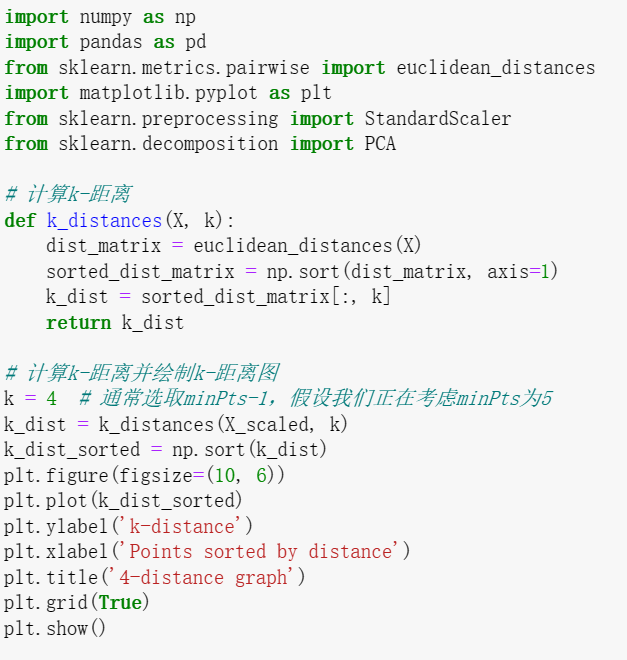 import numpy as np
import pandas as pd
from sklearn.metrics.pairwise import euclidean_distances
import matplotlib.pyplot as plt
from sklearn.preprocessing import StandardScaler
from sklearn.decomposition import PCA

# 计算k-距离
def k_distances(X, k):
    dist_matrix = euclidean_distances(X)
    sorted_dist_matrix = np.sort(dist_matrix, axis=1)
    k_dist = sorted_dist_matrix[:, k]
    return k_dist

# 计算k-距离并绘制k-距离图
k = 4  # 通常选取minPts-1，假设我们正在考虑minPts为5
k_dist = k_distances(X_scaled, k)
k_dist_sorted = np.sort(k_dist)
plt.figure(figsize=(10, 6))
plt.plot(k_dist_sorted)
plt.ylabel('k-distance')
plt.xlabel('Points sorted by distance')
plt.title('4-distance graph')
plt.grid(True)
plt.show()